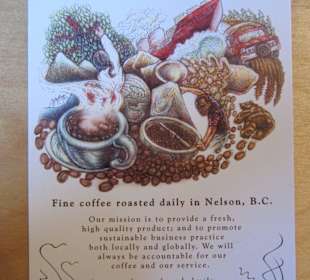 Fine coffee roasted daily in Nelson, B.C.
Our mission is to provide a fresh,
high quality product; and to promote
sustainable business practice
both locally and globally. We will
always be accountable for our
coffee and our service.